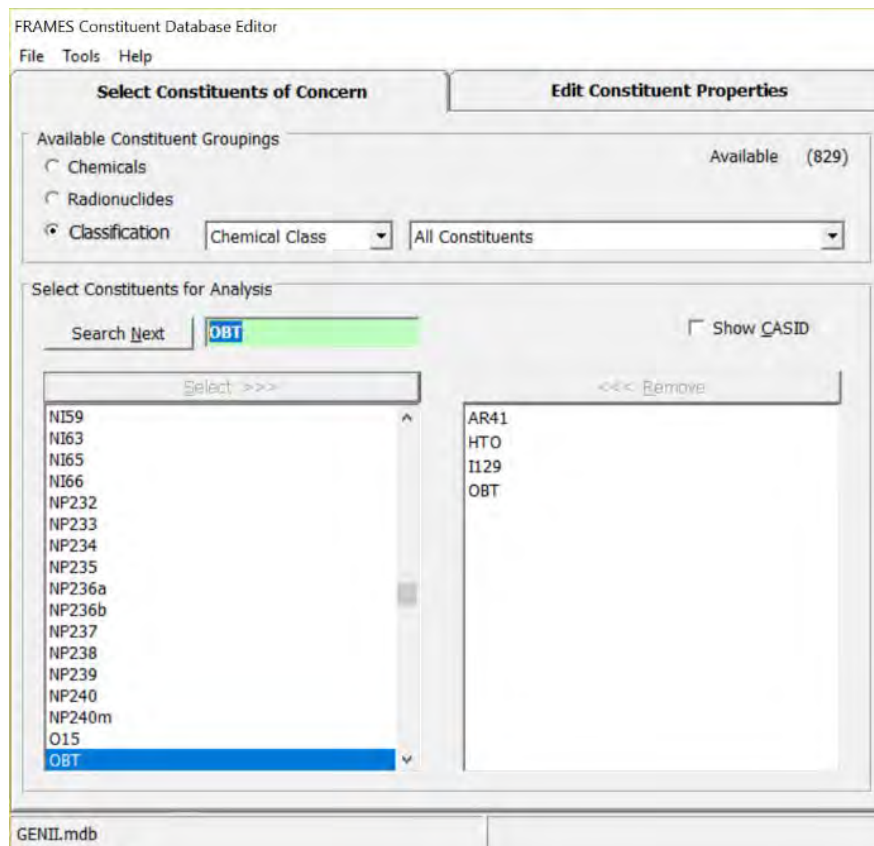 FRAMES Constituent Database Editor
File Tools Help
Select Constituents of Concern Edit Constituent Properties
Available Constituent Groupings
Available (829)
Chemicals
Radionuclides
Classification Chemical Class All Constituents
Select Constituents for Analysis
Search Next OBT Show CASID
Select >>> <<< Remove
NI59
NI63
NI65
NI66
NP232
NP233
NP234
NP235
NP236a
NP236b
NP237
NP238
NP239
NP240
NP240m
O15
OBT
AR41
HTO
I129
OBT
GENII.mdb